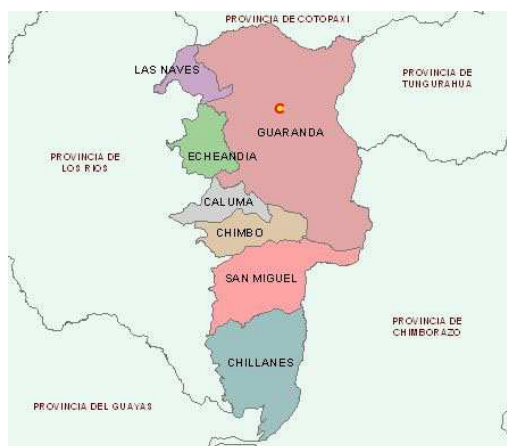 PROVINCIA DE COTOPAXI
LAS NAVES
PROVINCIA DE
TUNGURAHUA
C
GUARANDA
ECHEANDIA
PROVINCIA DE
LOS RIOS
CALUMA
CHIMBO
SAN MIGUEL
PROVINCIA DE
CHIMBORAZO
CHILLANES
PROVINCIA DEL GUAYAS